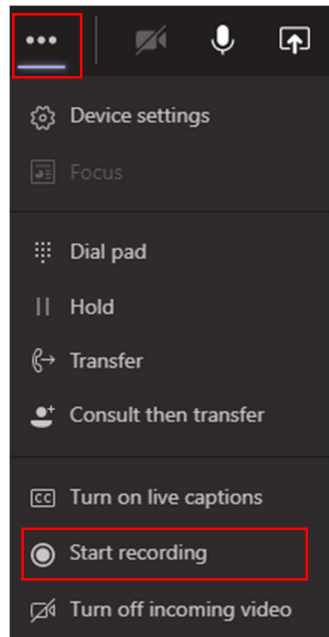 Device settings
Focus
Dial pad
Hold
Transfer
Consult then transfer
CC Turn on live captions
Start recording
Turn off incoming video